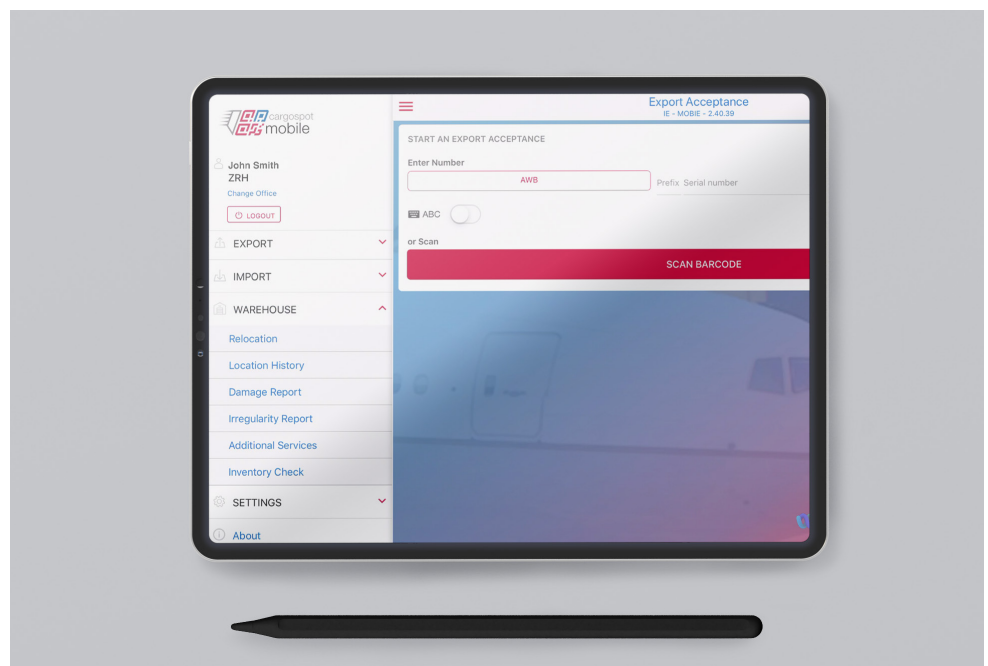 cargospot
mobile
John Smith
ZRH
Change Office
LOGOUT
EXPORT
IMPORT
WAREHOUSE
Relocation
Location History
Damage Report
Irregularity Report
Additional Services
Inventory Check
SETTINGS
About
Export Acceptance
IE - MOBIE - 2.40.39
START AN EXPORT ACCEPTANCE
Enter Number
AWB
Prefix Serial number
ABC
or Scan
SCAN BARCODE